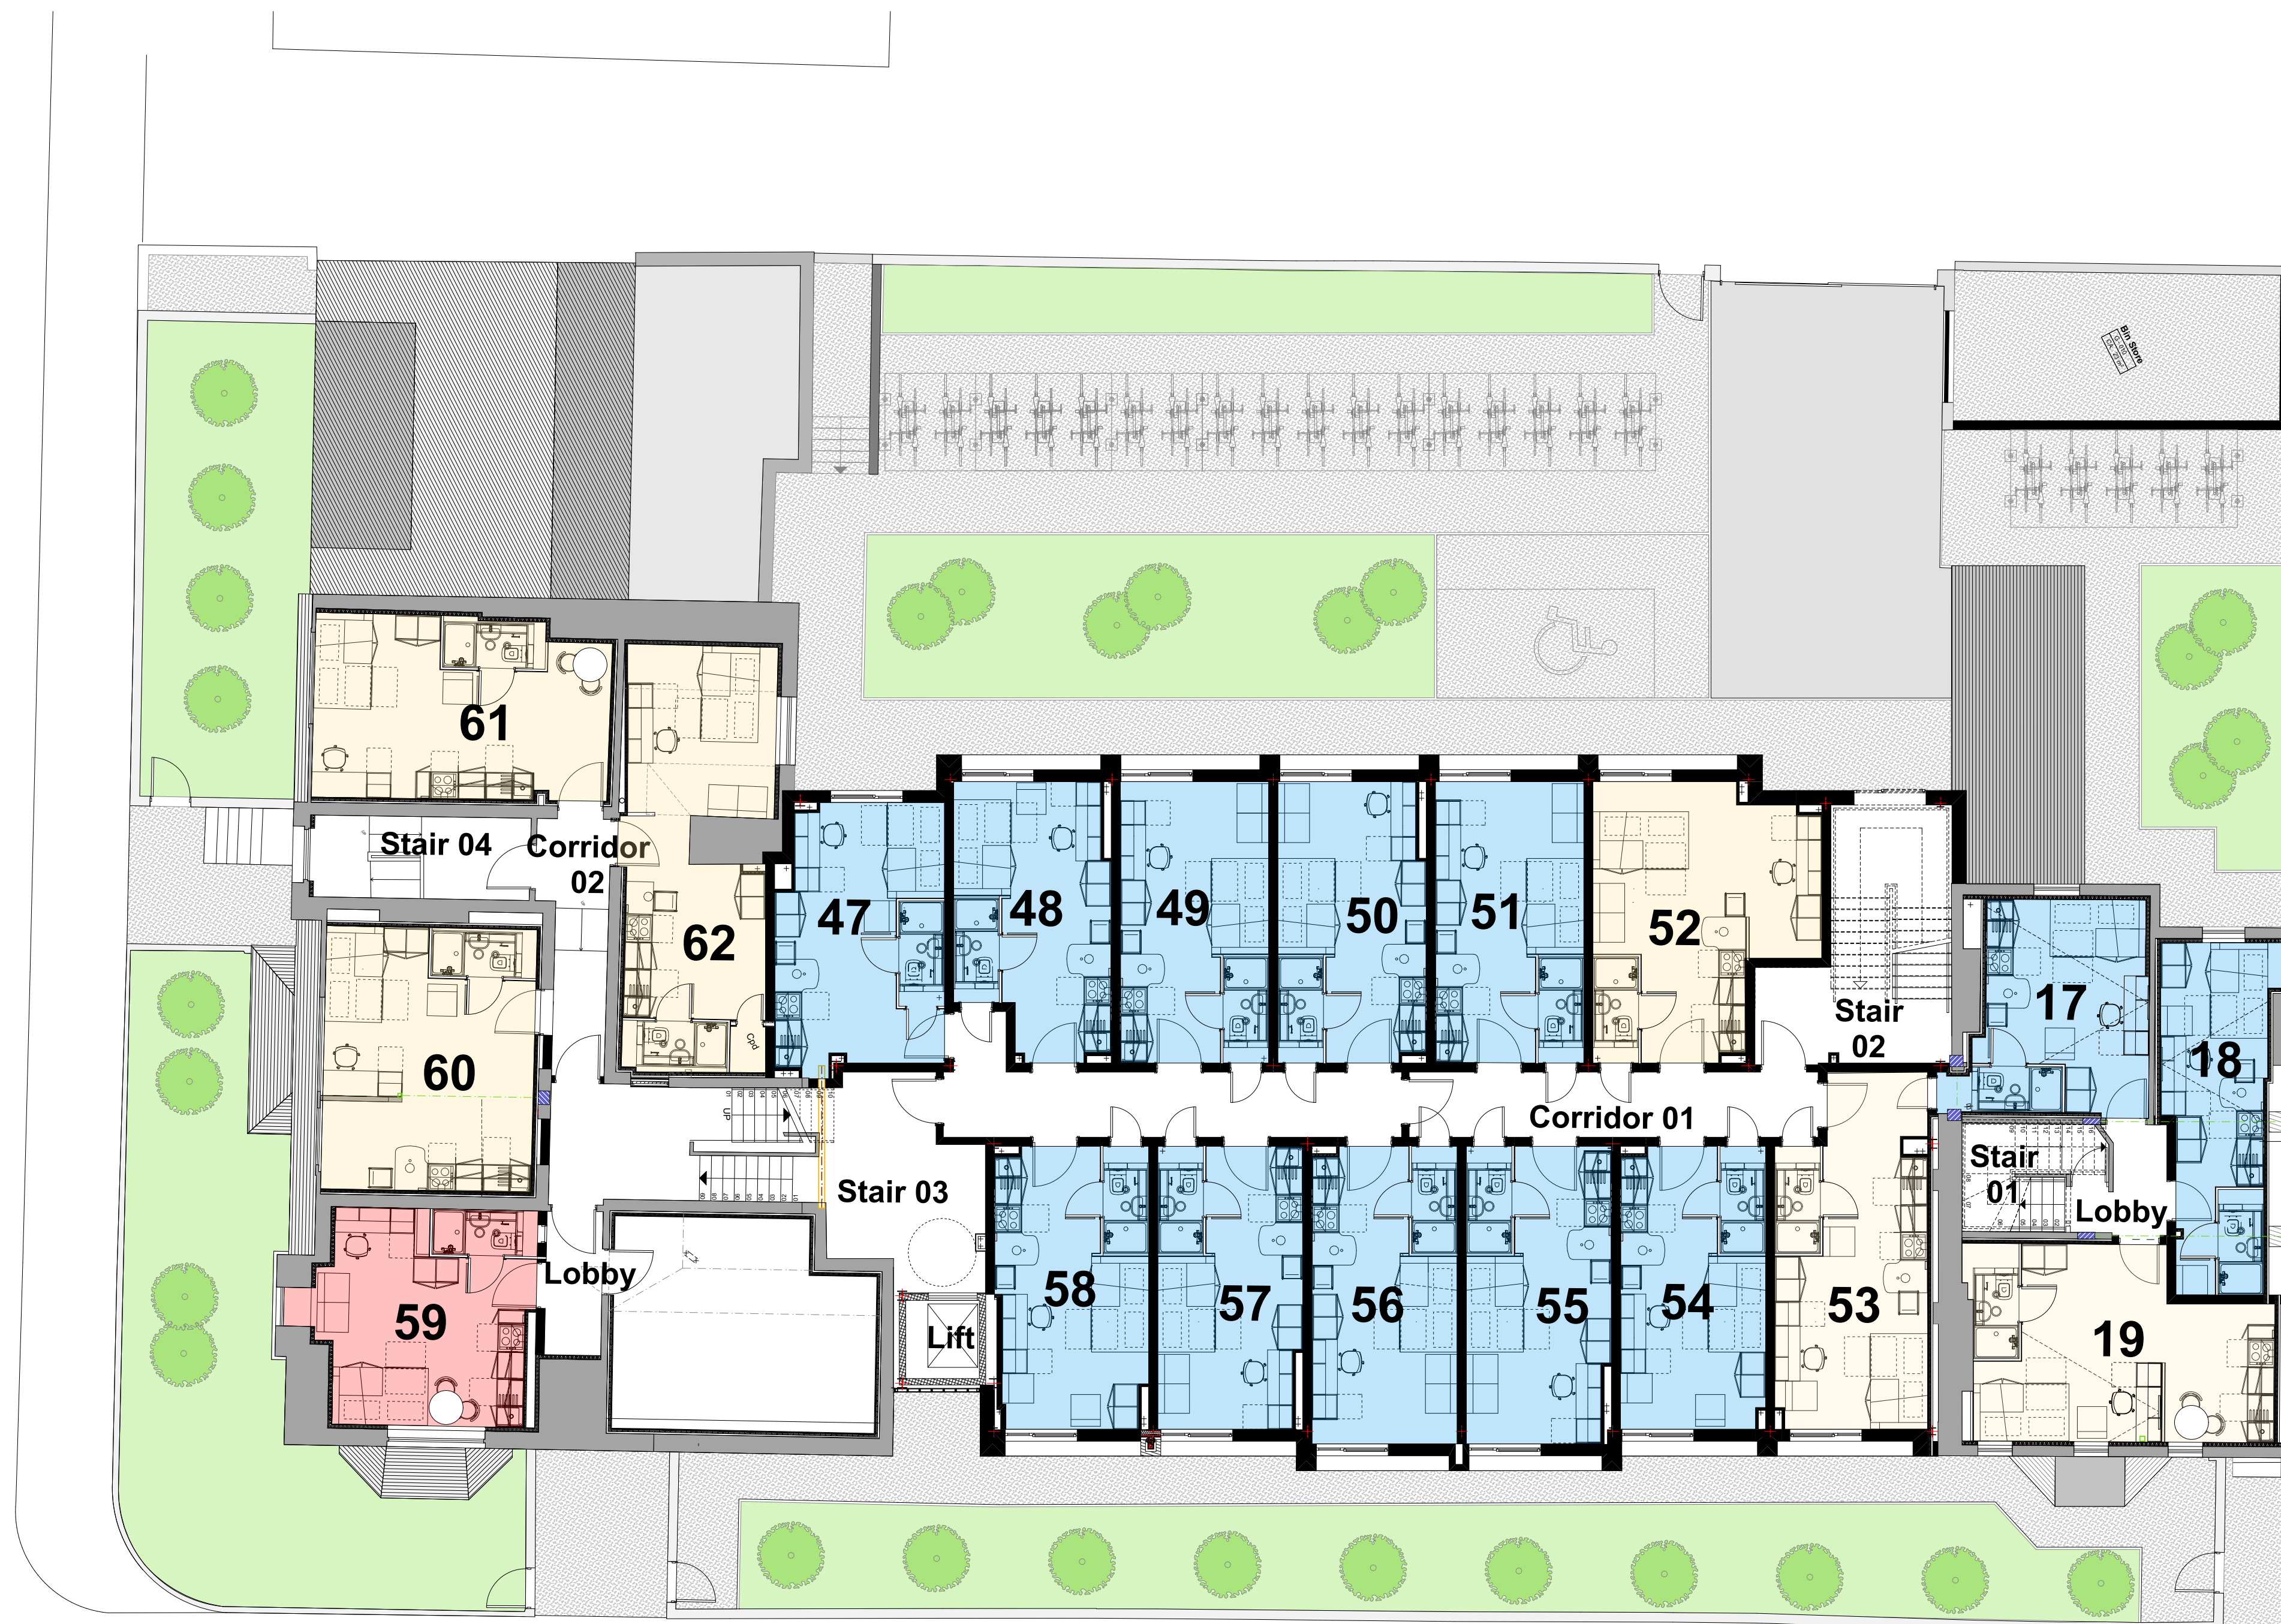 Bin Store
61
Stair 04
Corridor
02
62
47
48
49
50
51
52
Stair
02
17
18
60
Cpd
UP
Corridor 01
Stair
01
Lobby
Stair 03
59
Lobby
Lift
58
57
56
55
54
53
19